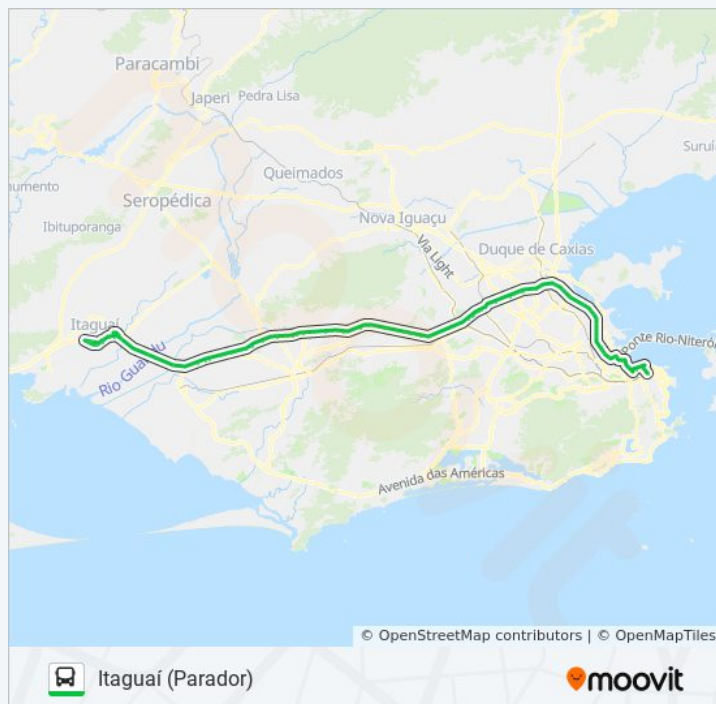 Paracambi
Japeri
Pedra Lisa
Suruí
numento
Queimados
Seropédica
Ibituporanga
Nova Iguaçu
Via Light
Duque de Caxias
Itaguaí
Rio Guandu
Ponte Rio-Niterói
Avenida das Américas
© OpenStreetMap contributors | © OpenMapTiles
Itaguaí (Parador)
moovit